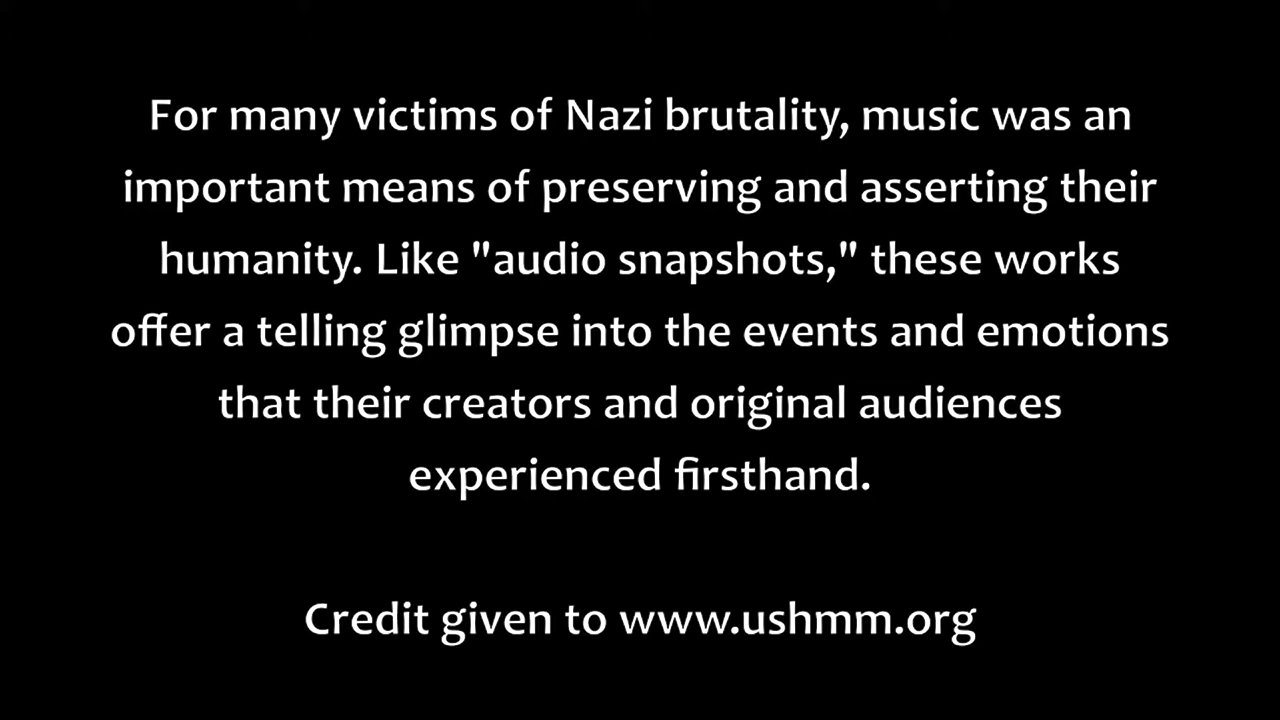 For many victims of Nazi brutality, music was an
important means of preserving and asserting their
humanity. Like "audio snapshots," these works
offer a telling glimpse into the events and emotions
that their creators and original audiences
experienced firsthand.
Credit given to www.ushmm.org